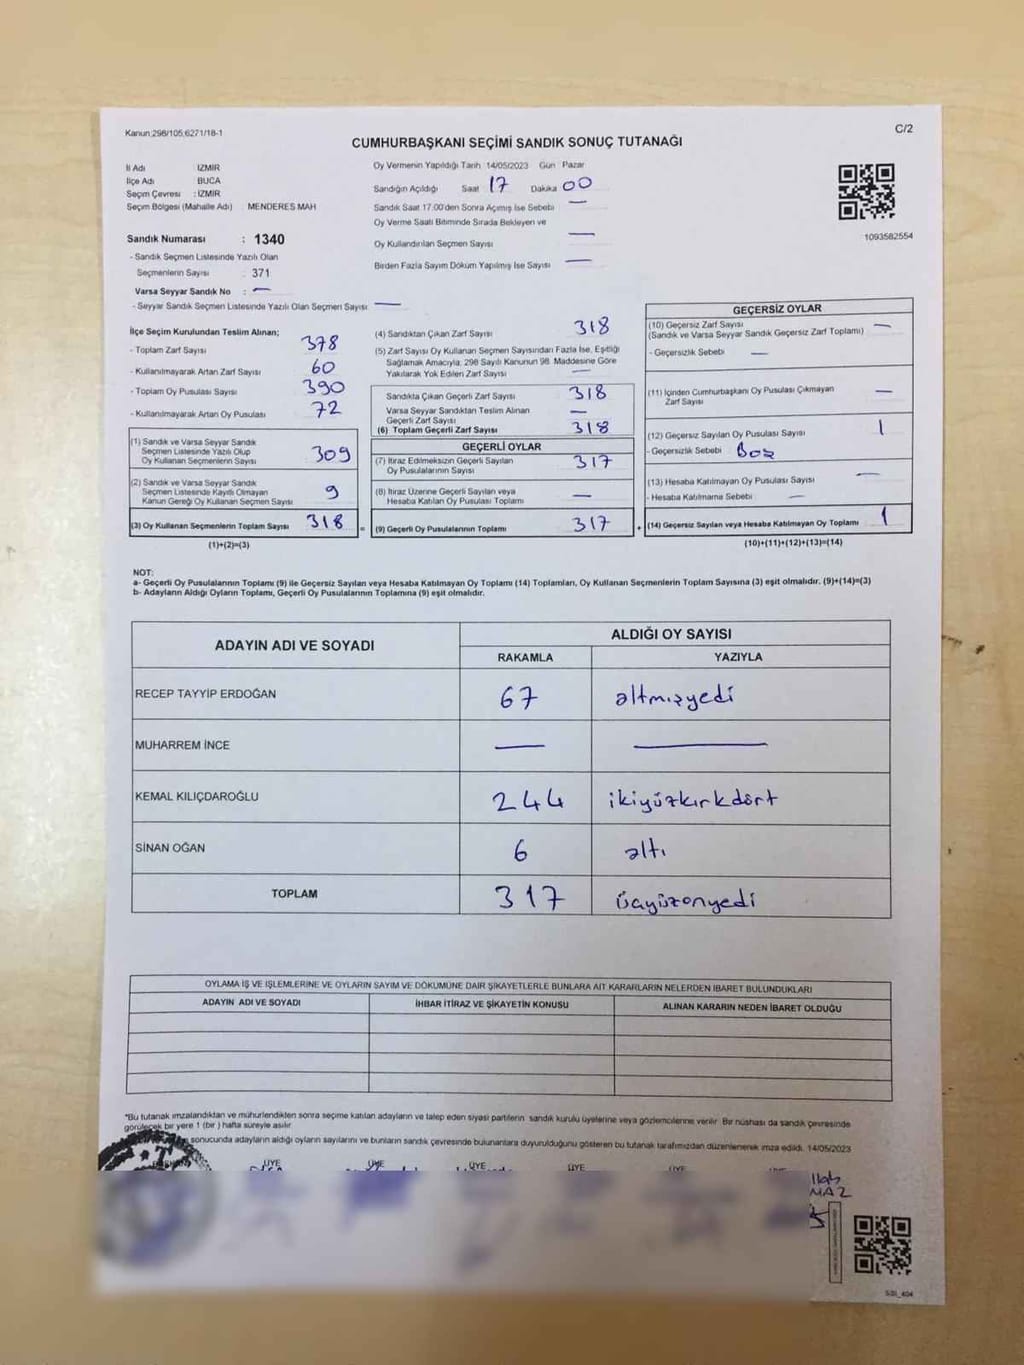 Kanun:298/105,6271/18-1
C/2
CUMHURBAŞKANI SEÇİMİ SANDIK SONUÇ TUTANAĞI
İl Adı İZMİR
İlçe Adı BUCA
Seçim Çevresi : İZMİR
Seçim Bölgesi (Mahalle Adı) MENDERES MAH
Sandık Numarası : 1340
- Sandık Seçmen Listesinde Yazılı Olan
Seçmenlerin Sayısı : 371
Varsa Seyyar Sandık No : —
- Seyyar Sandık Seçmen Listesinde Yazılı Olan Seçmen Sayısı —
Oy Vermenin Yapıldığı Tarih 14/05/2023 Gün Pazar
Sandığın Açıldığı Saat 17 Dakika 00
Sandık Saat 17.00'den Sonra Açımış İse Sebebi —
Oy Verme Saati Bitiminde Sırada Bekleyen ve
Oy Kullandırılan Seçmen Sayısı —
Birden Fazla Sayım Döküm Yapılmış İse Sayısı —
1093582554
İlçe Seçim Kurulundan Teslim Alınan;
- Toplam Zarf Sayısı 378
- Kullanılmayarak Artan Zarf Sayısı 60
- Toplam Oy Pusulası Sayısı 390
- Kullanılmayarak Artan Oy Pusulası 72
(1) Sandık ve Varsa Seyyar Sandık
Seçmen Listesinde Yazılı Olup
Oy Kullanan Seçmenlerin Sayısı 309
(2) Sandık ve Varsa Seyyar Sandık
Seçmen Listesinde Kayıtlı Olmayan
Kanun Gereği Oy Kullanan Seçmen Sayısı 9
(3) Oy Kullanan Seçmenlerin Toplam Sayısı 318
(1)+(2)=(3)
(4) Sandıktan Çıkan Zarf Sayısı 318
(5) Zarf Sayısı Oy Kullanan Seçmen Sayısından Fazla İse, Eşitliği
Sağlamak Amacıyla, 298 Sayılı Kanunun 98. Maddesine Göre
Yakılarak Yok Edilen Zarf Sayısı —
Sandıkta Çıkan Geçerli Zarf Sayısı 318
Varsa Seyyar Sandıktan Teslim Alınan
Geçerli Zarf Sayısı —
(6) Toplam Geçerli Zarf Sayısı 318
GEÇERLİ OYLAR
(7) İtiraz Edilmeksizin Geçerli Sayılan
Oy Pusulalarının Sayısı 317
(8) İtiraz Üzerine Geçerli Sayılan veya
Hesaba Katılan Oy Pusulası Toplamı —
= (9) Geçerli Oy Pusulalarının Toplamı 317
GEÇERSİZ OYLAR
(10) Geçersiz Zarf Sayısı —
(Sandık ve Varsa Seyyar Sandık Geçersiz Zarf Toplamı)
- Geçersizlik Sebebi —
(11) İçinden Cumhurbaşkanı Oy Pusulası Çıkmayan
Zarf Sayısı —
(12) Geçersiz Sayılan Oy Pusulası Sayısı 1
- Geçersizlik Sebebi Boş
(13) Hesaba Katılmayan Oy Pusulası Sayısı —
- Hesaba Katılmama Sebebi —
+ (14) Geçersiz Sayılan veya Hesaba Katılmayan Oy Toplamı 1
(10)+(11)+(12)+(13)=(14)
NOT:
a- Geçerli Oy Pusulalarının Toplamı (9) ile Geçersiz Sayılan veya Hesaba Katılmayan Oy Toplamı (14) Toplamları, Oy Kullanan Seçmenlerin Toplam Sayısına (3) eşit olmalıdır. (9)+(14)=(3)
b- Adayların Aldığı Oyların Toplamı, Geçerli Oy Pusulalarının Toplamına (9) eşit olmalıdır.
ADAYIN ADI VE SOYADI ALDIĞI OY SAYISI
RAKAMLA YAZIYLA
RECEP TAYYİP ERDOĞAN 67 altmışyedi
MUHARREM İNCE — —
KEMAL KILIÇDAROĞLU 244 ikiyüzkırkdört
SİNAN OĞAN 6 altı
TOPLAM 317 üçyüzonyedi
OYLAMA İŞ VE İŞLEMLERİNE VE OYLARIN SAYIM VE DÖKÜMÜNE DAİR ŞİKAYETLERLE BUNLARA AİT KARARLARIN NELERDEN İBARET BULUNDUKLARI
ADAYIN ADI VE SOYADI İHBAR İTİRAZ VE ŞİKAYETİN KONUSU ALINAN KARARIN NEDEN İBARET OLDUĞU
*Bu tutanak imzalandıktan ve mühürlendikten sonra seçime katılan adayların ve talep eden siyasi partilerin sandık kurulu üyelerine veya gözlemcilerine verilir. Bir nüshası da sandık çevresinde
görülecek bir yere 1 (bir) hafta süreyle asılır.
sonucunda adayların aldığı oyların sayılarını ve bunların sandık çevresinde bulunanlara duyurulduğunu gösteren bu tutanak tarafımızdan düzenlenerek imza edildi. 14/05/2023
ÜYE ÜYE ÜYE ÜYE ÜYE